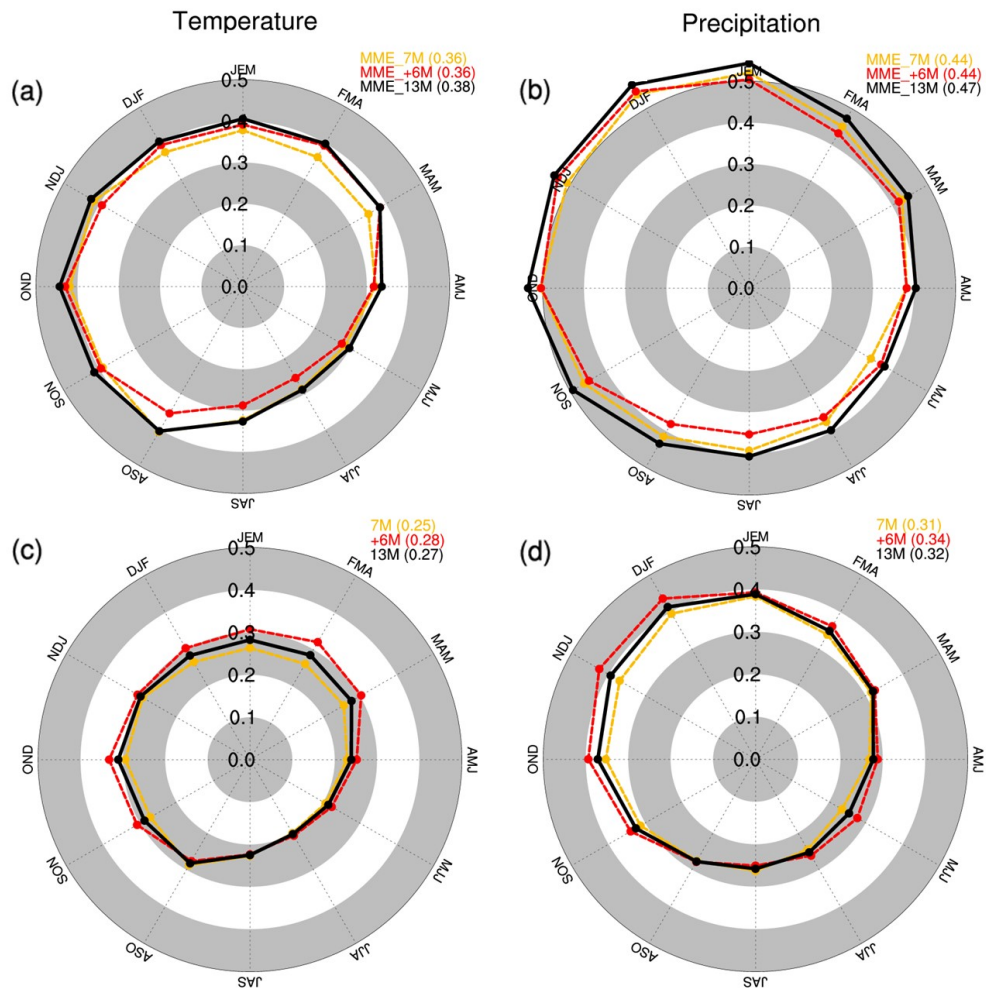 Temperature
Precipitation
(a)
MME_7M (0.36)
MME_+6M (0.36)
MME_13M (0.38)
JFM
FMA
MAM
AMJ
MJJ
JJA
JAS
ASO
SON
OND
NDJ
DJF
0.5
0.4
0.3
0.2
0.1
0.0
(b)
MME_7M (0.44)
MME_+6M (0.44)
MME_13M (0.47)
JEM
FMA
MAM
AMJ
MJJ
JJA
JAS
ASO
SON
OND
NDJ
DJF
0.5
0.4
0.3
0.2
0.1
0.0
(c)
7M (0.25)
+6M (0.28)
13M (0.27)
JEM
FMA
MAM
AMJ
MJJ
JJA
JAS
ASO
SON
OND
NDJ
DJF
0.5
0.4
0.3
0.2
0.1
0.0
(d)
7M (0.31)
+6M (0.34)
13M (0.32)
JEM
FMA
MAM
AMJ
MJJ
JJA
JAS
ASO
SON
OND
NDJ
DJF
0.5
0.4
0.3
0.2
0.1
0.0